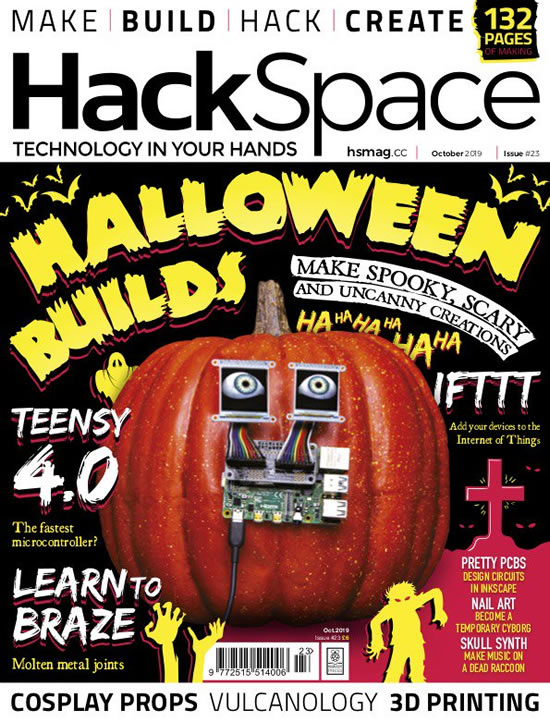 MAKE | BUILD | HACK | CREATE
132
PAGES
OF MAKING
HackSpace
TECHNOLOGY IN YOUR HANDS
hsmag.cc | October 2019 | Issue #23
HALLOWEEN
BUILDS
MAKE SPOOKY, SCARY
AND UNCANNY CREATIONS
HA HA HA HA HA HA
IFTTT
Add your devices to the
Internet of Things
TEENSY
4.0
The fastest
microcontroller?
LEARN TO
BRAZE
Molten metal joints
PRETTY PCBS
DESIGN CIRCUITS
IN INKSCAPE
NAIL ART
BECOME A
TEMPORARY CYBORG
SKULL SYNTH
MAKE MUSIC ON
A DEAD RACCOON
Oct.2019
Issue #23 £6
23
9 772515 514006
COSPLAY PROPS VULCANOLOGY 3D PRINTING